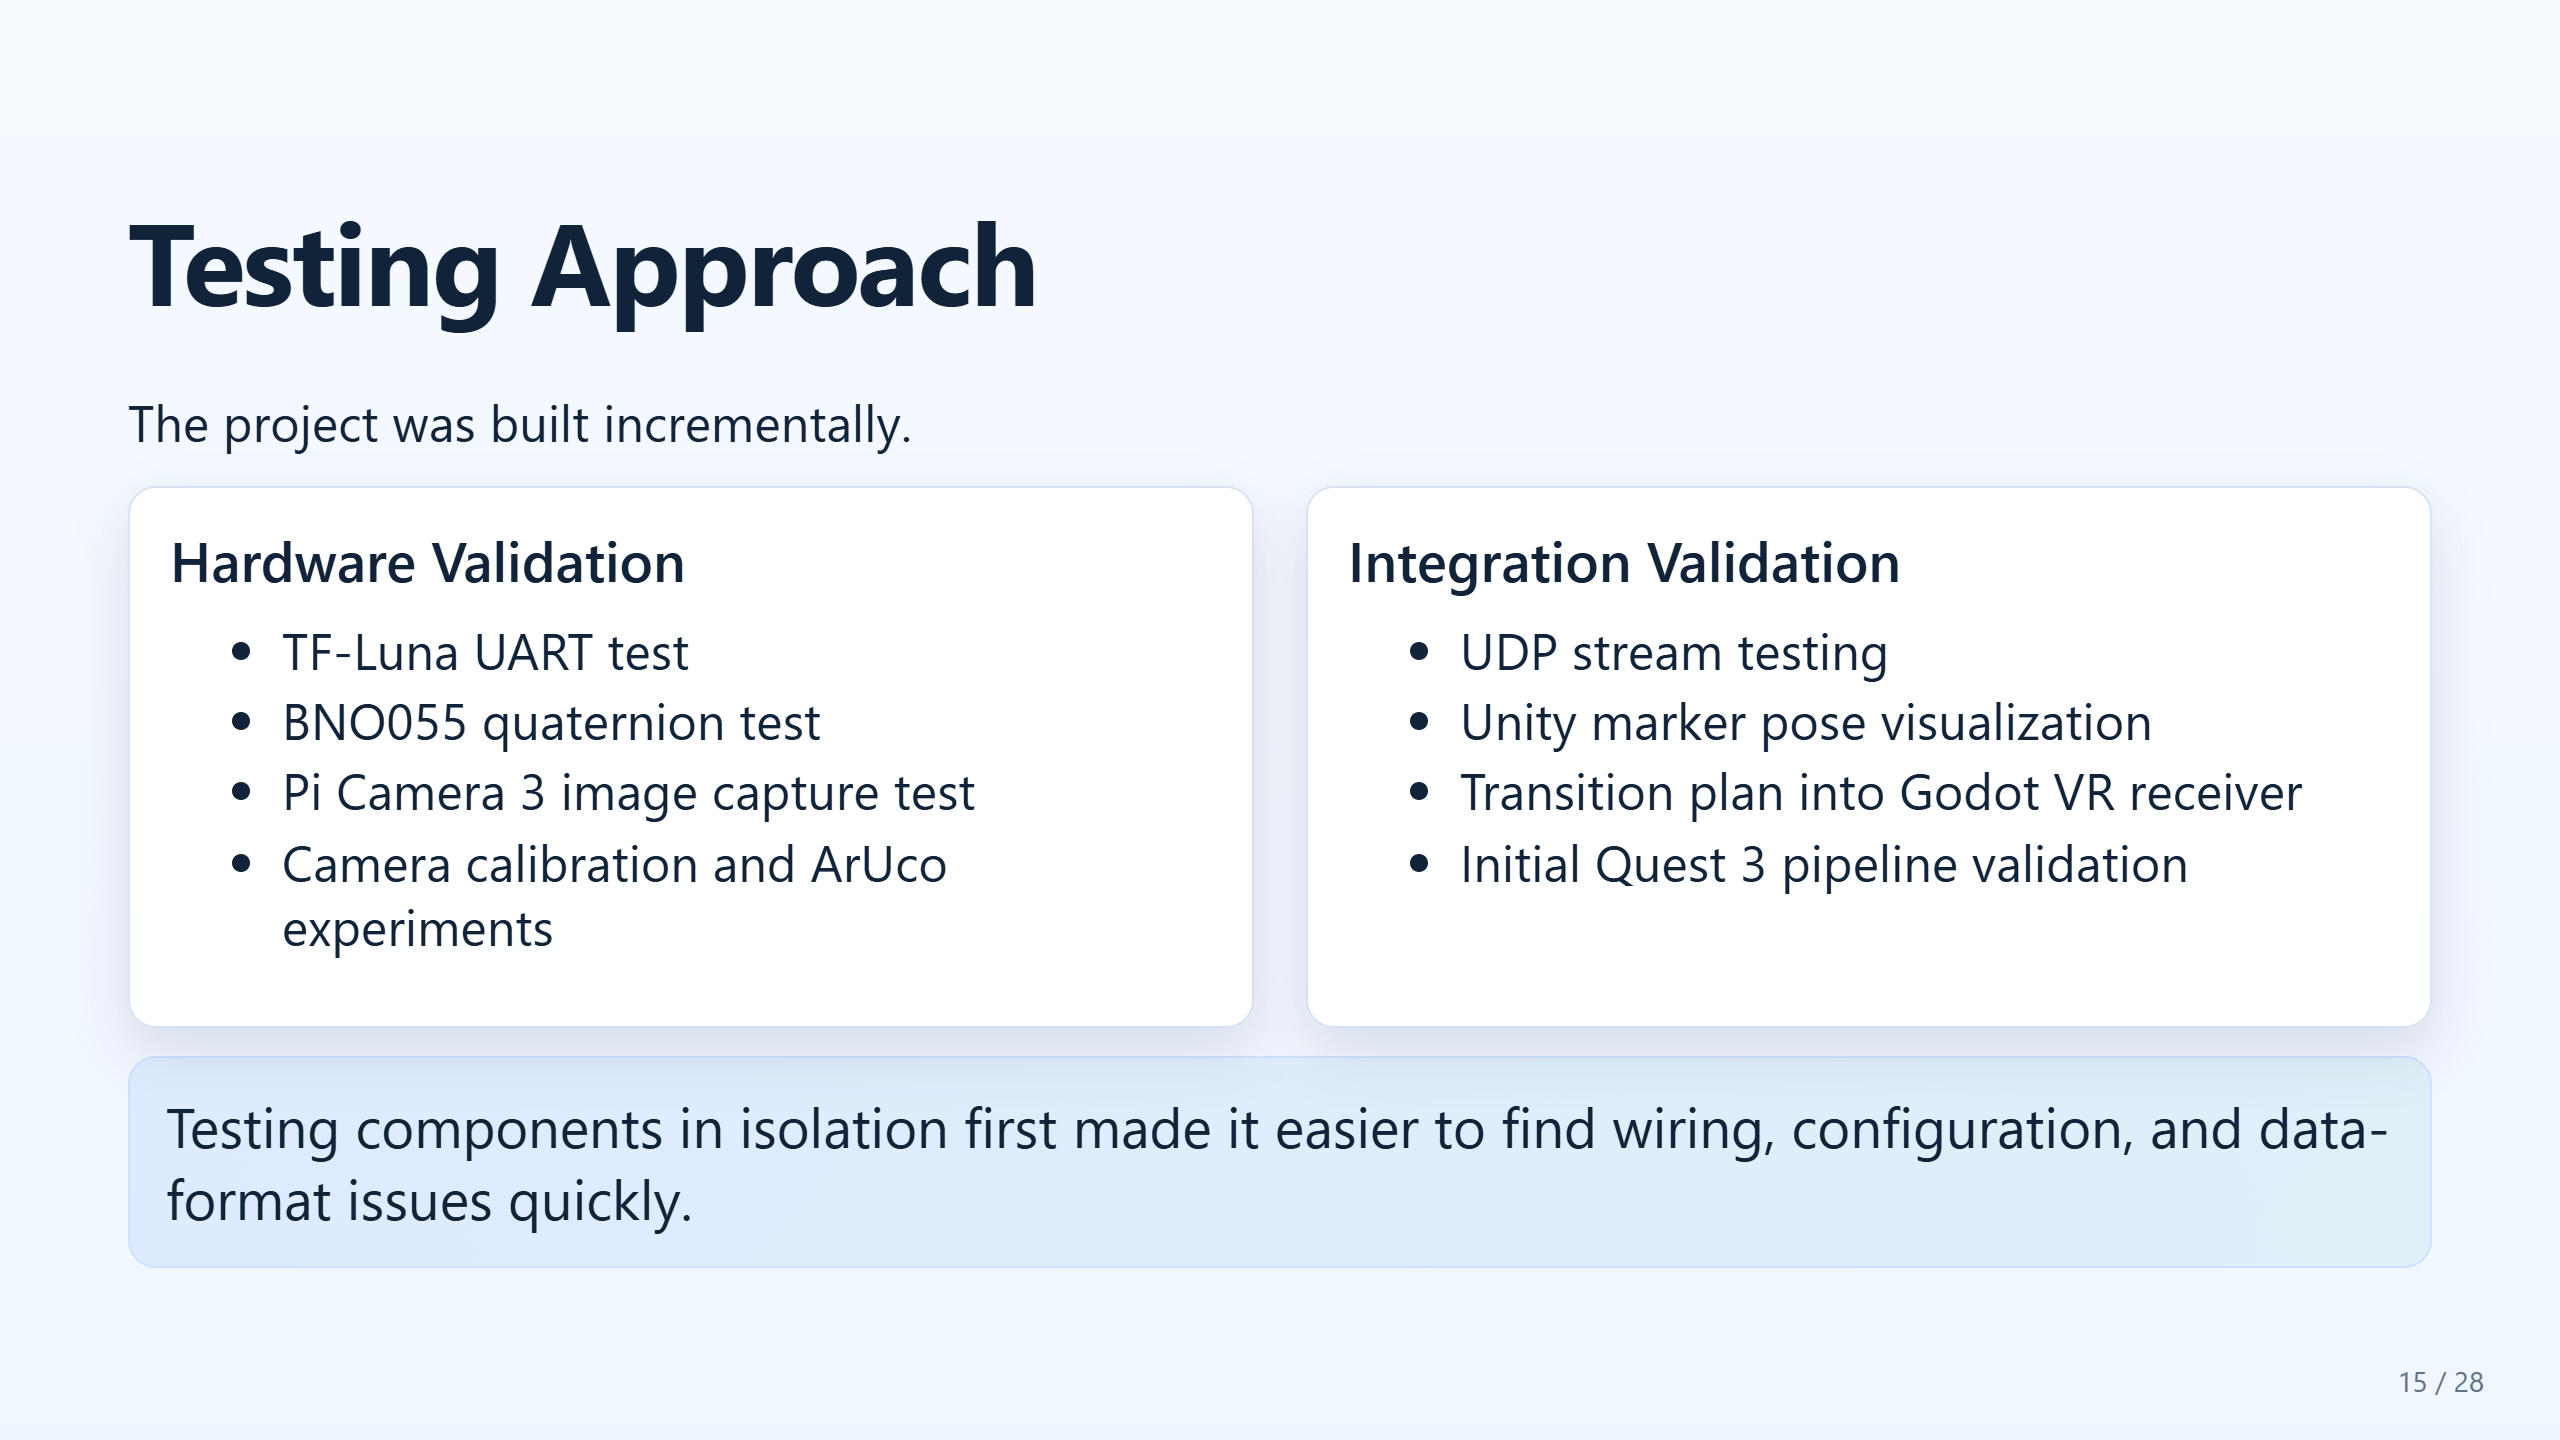 Testing Approach
The project was built incrementally.
Hardware Validation
• TF-Luna UART test
• BNO055 quaternion test
• Pi Camera 3 image capture test
• Camera calibration and ArUco
experiments
Integration Validation
• UDP stream testing
• Unity marker pose visualization
• Transition plan into Godot VR receiver
• Initial Quest 3 pipeline validation
Testing components in isolation first made it easier to find wiring, configuration, and data-
format issues quickly.
15 / 28